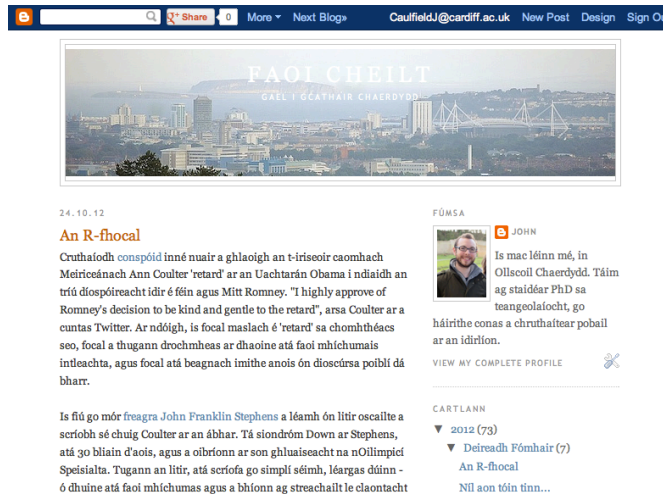 Share 0 More Next Blog» CaulfieldJ@cardiff.ac.uk New Post Design Sign Ou
FAOI CHEILT
GAEL I GCATHAIR CHAERDYDD
24.10.12
An R-fhocal
Cruthaíodh conspóid inné nuair a ghlaoigh an t-iriseoir caomhach
Meiriceánach Ann Coulter 'retard' ar an Uachtarán Obama i ndiaidh an
tríú díospóireacht idir é féin agus Mitt Romney. "I highly approve of
Romney's decision to be kind and gentle to the retard", arsa Coulter ar a
cuntas Twitter. Ar ndóigh, is focal maslach é 'retard' sa chomhthéacs
seo, focal a thugann drochmheas ar dhaoine atá faoi mhíchumais
intleachta, agus focal atá beagnach imithe anois ón dioscúrsa poiblí dá
bharr.
Is fiú go mór freagra John Franklin Stephens a léamh ón litir oscailte a
scríobh sé chuig Coulter ar an ábhar. Tá siondróm Down ar Stephens,
atá 30 bliain d'aois, agus a oibríonn ar son ghluaiseacht na nOilimpicí
Speisialta. Tugann an litir, atá scríofa go simplí séimh, léargas dúinn -
ó dhuine atá faoi mhíchumas agus a bhíonn ag streachailt le claontacht
FÚMSA
JOHN
Is mac léinn mé, in
Ollscoil Chaerdydd. Táim
ag staidéar PhD sa
teangeolaíocht, go
háirithe conas a chruthaítear pobail
ar an idirlíon.
VIEW MY COMPLETE PROFILE
CARTLANN
▼ 2012 (73)
▼ Deireadh Fómhair (7)
An R-fhocal
Níl aon tóin tinn...